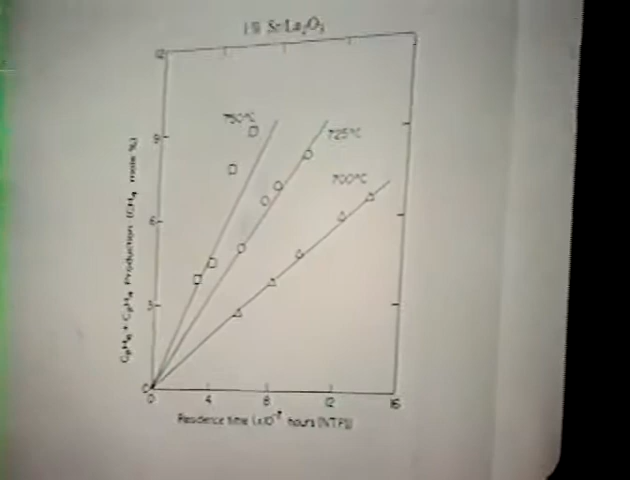 1% Sr/La₂O₃
12
750°C
9
725°C
700°C
6
3
0
C₂H₆ + C₂H₄ Production (CH₄ mole %)
0 4 8 12 16
Residence time (x10⁻⁷ hours (NTP))